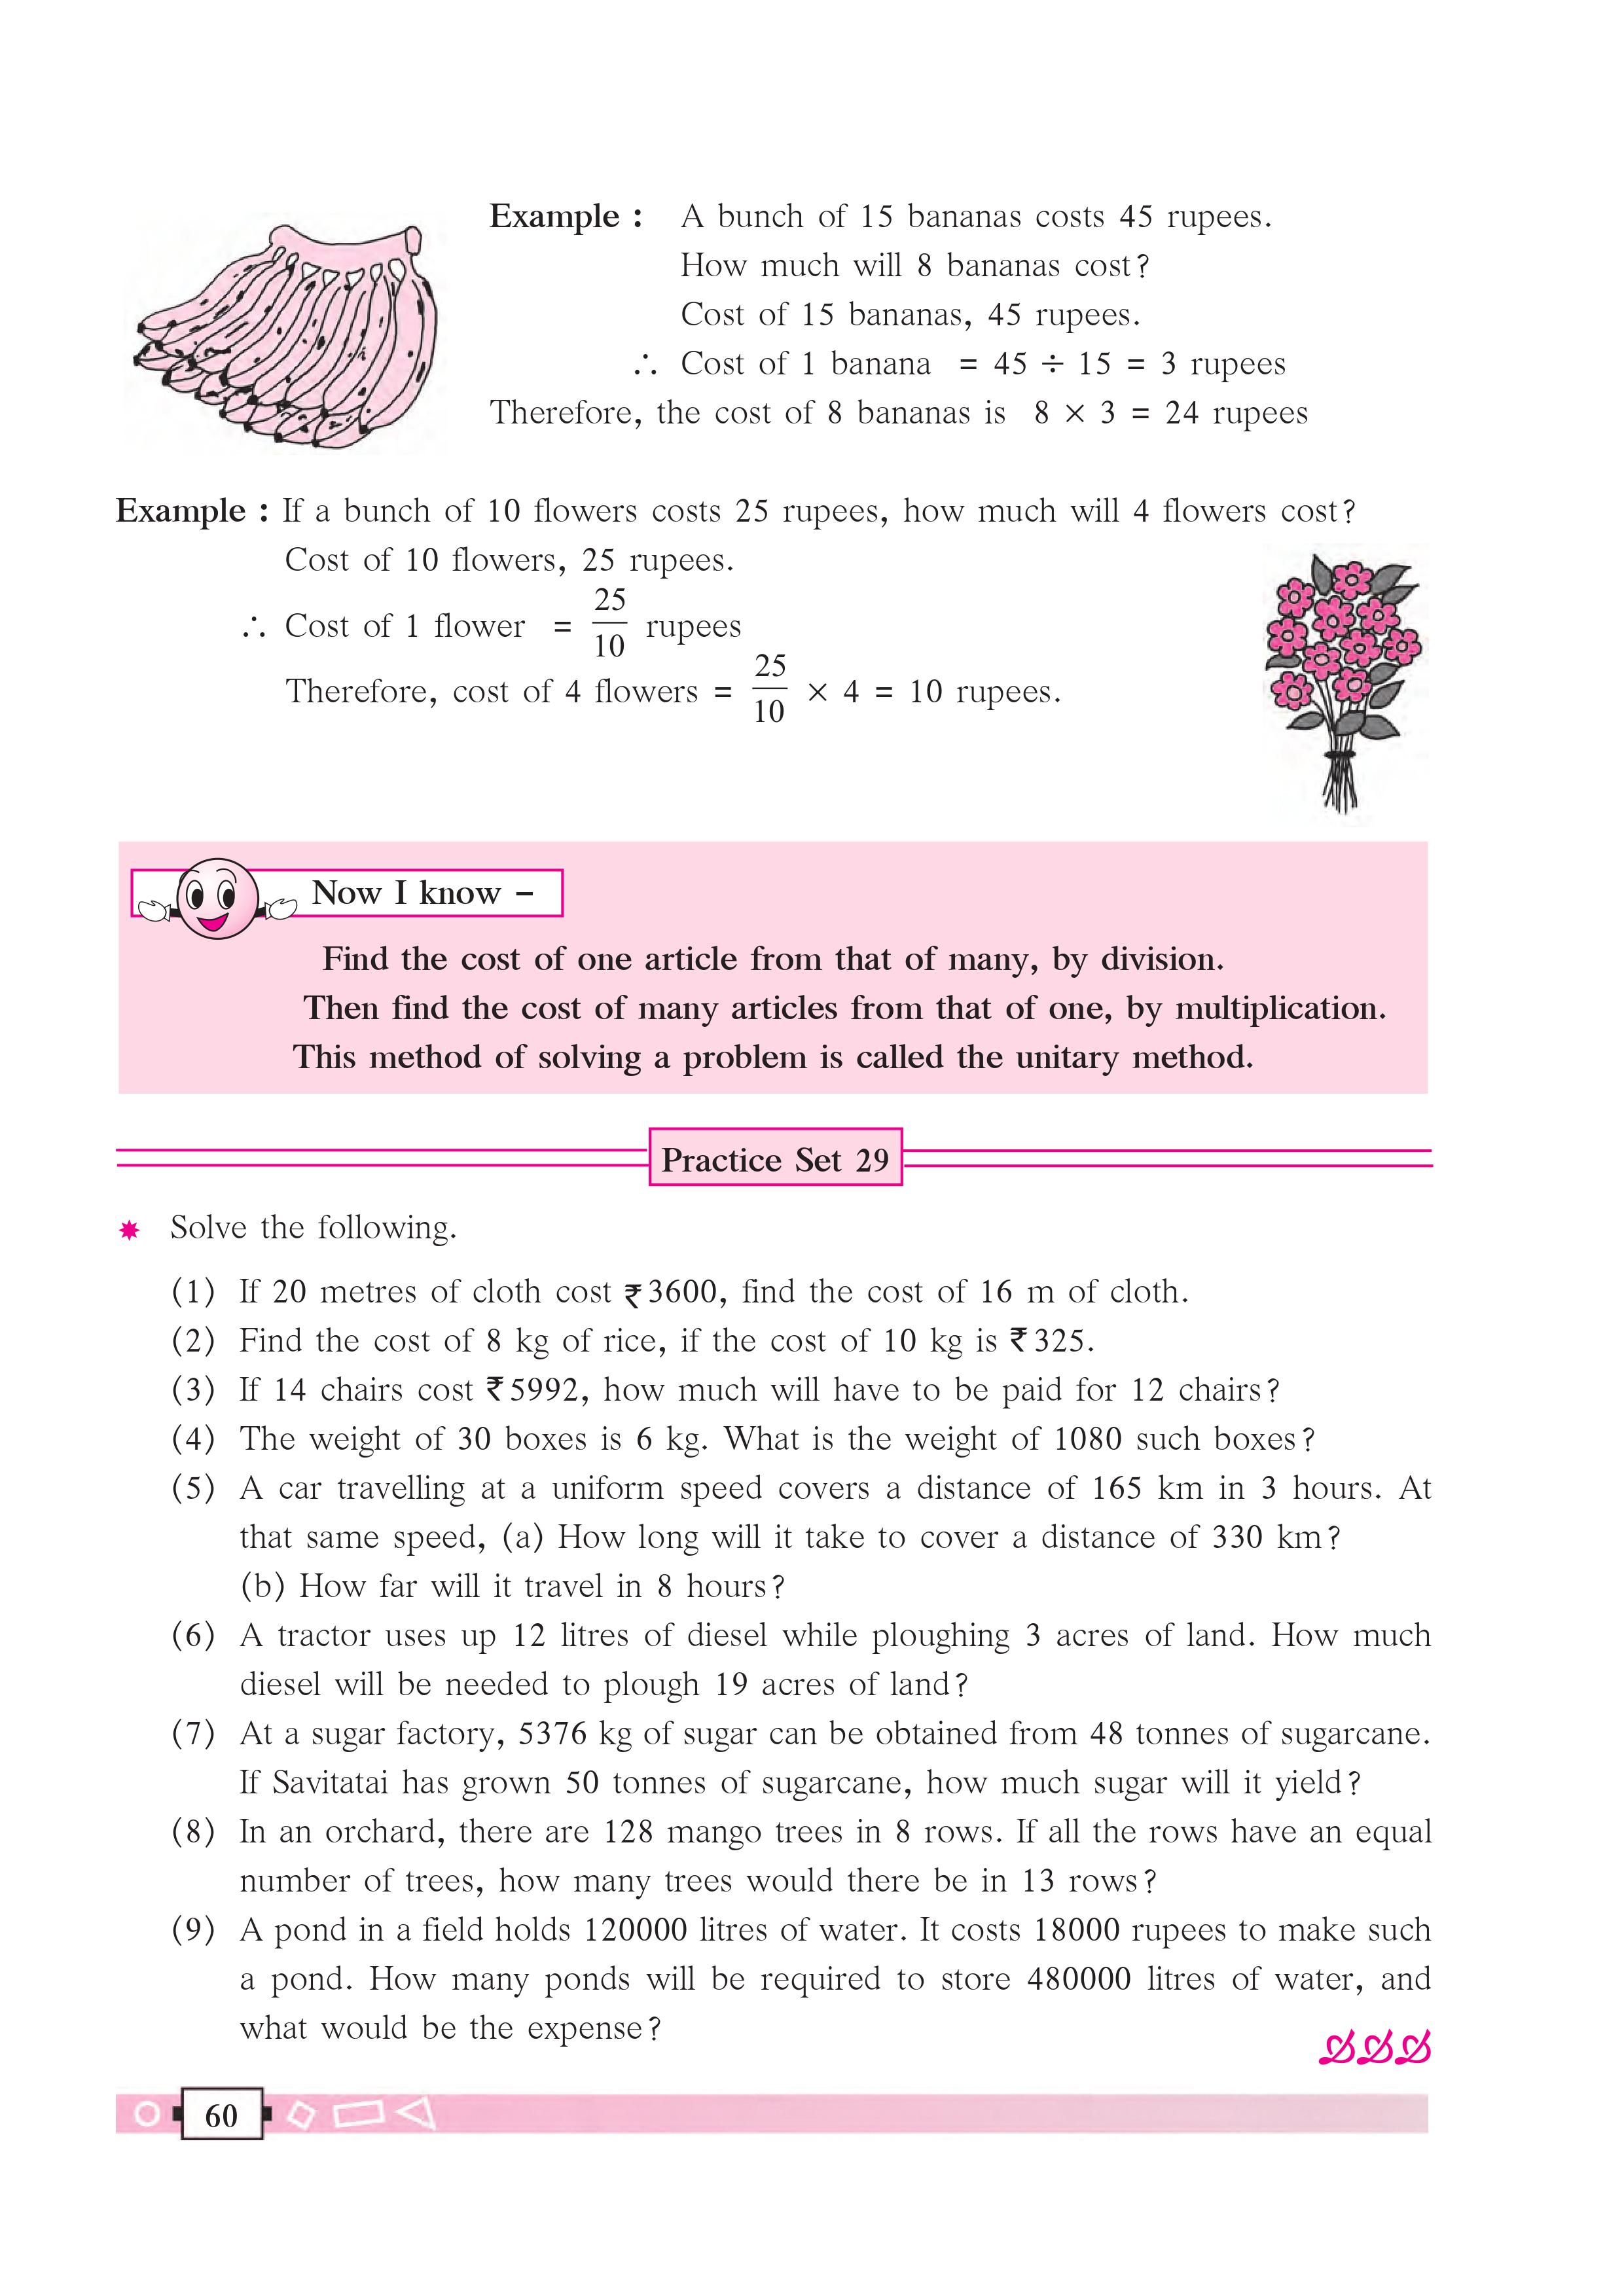 Example : A bunch of 15 bananas costs 45 rupees.
How much will 8 bananas cost?
Cost of 15 bananas, 45 rupees.
∴ Cost of 1 banana = 45 ÷ 15 = 3 rupees
Therefore, the cost of 8 bananas is 8 × 3 = 24 rupees
Example : If a bunch of 10 flowers costs 25 rupees, how much will 4 flowers cost?
Cost of 10 flowers, 25 rupees.
∴ Cost of 1 flower = 25/10 rupees
Therefore, cost of 4 flowers = 25/10 × 4 = 10 rupees.
Now I know –
Find the cost of one article from that of many, by division.
Then find the cost of many articles from that of one, by multiplication.
This method of solving a problem is called the unitary method.
Practice Set 29
Solve the following.
(1) If 20 metres of cloth cost ₹3600, find the cost of 16 m of cloth.
(2) Find the cost of 8 kg of rice, if the cost of 10 kg is ₹325.
(3) If 14 chairs cost ₹5992, how much will have to be paid for 12 chairs?
(4) The weight of 30 boxes is 6 kg. What is the weight of 1080 such boxes?
(5) A car travelling at a uniform speed covers a distance of 165 km in 3 hours. At
that same speed, (a) How long will it take to cover a distance of 330 km?
(b) How far will it travel in 8 hours?
(6) A tractor uses up 12 litres of diesel while ploughing 3 acres of land. How much
diesel will be needed to plough 19 acres of land?
(7) At a sugar factory, 5376 kg of sugar can be obtained from 48 tonnes of sugarcane.
If Savitatai has grown 50 tonnes of sugarcane, how much sugar will it yield?
(8) In an orchard, there are 128 mango trees in 8 rows. If all the rows have an equal
number of trees, how many trees would there be in 13 rows?
(9) A pond in a field holds 120000 litres of water. It costs 18000 rupees to make such
a pond. How many ponds will be required to store 480000 litres of water, and
what would be the expense?
60